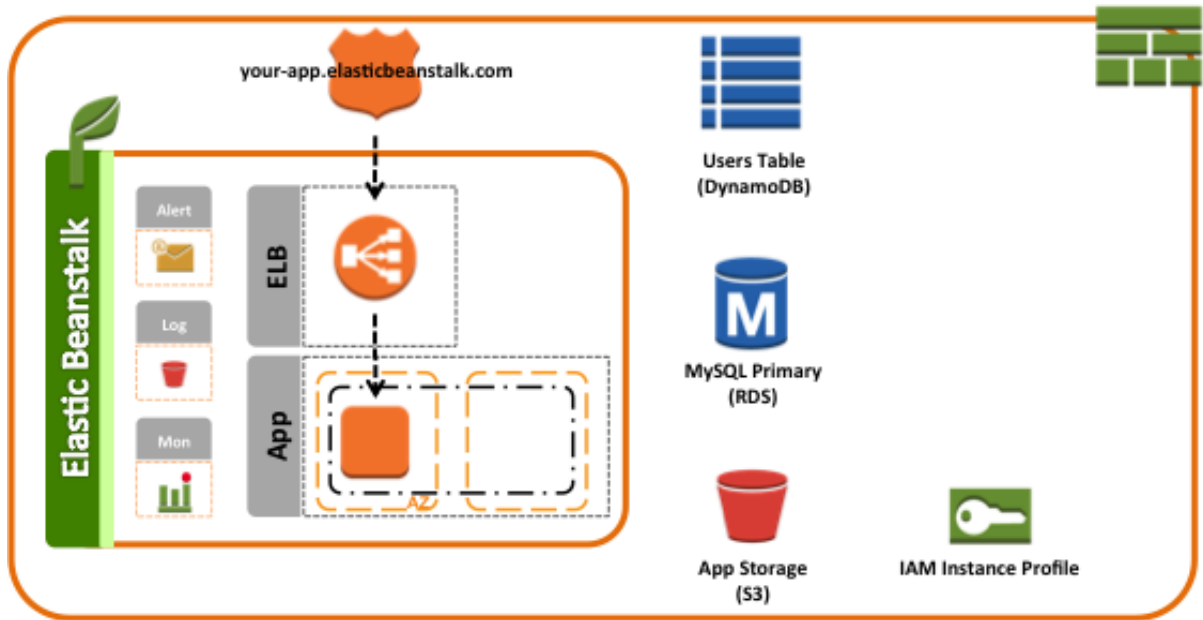 your-app.elasticbeanstalk.com
Elastic Beanstalk
Alert
Log
Mon
ELB
App
AZ
Users Table
(DynamoDB)
M
MySQL Primary
(RDS)
App Storage
(S3)
IAM Instance Profile